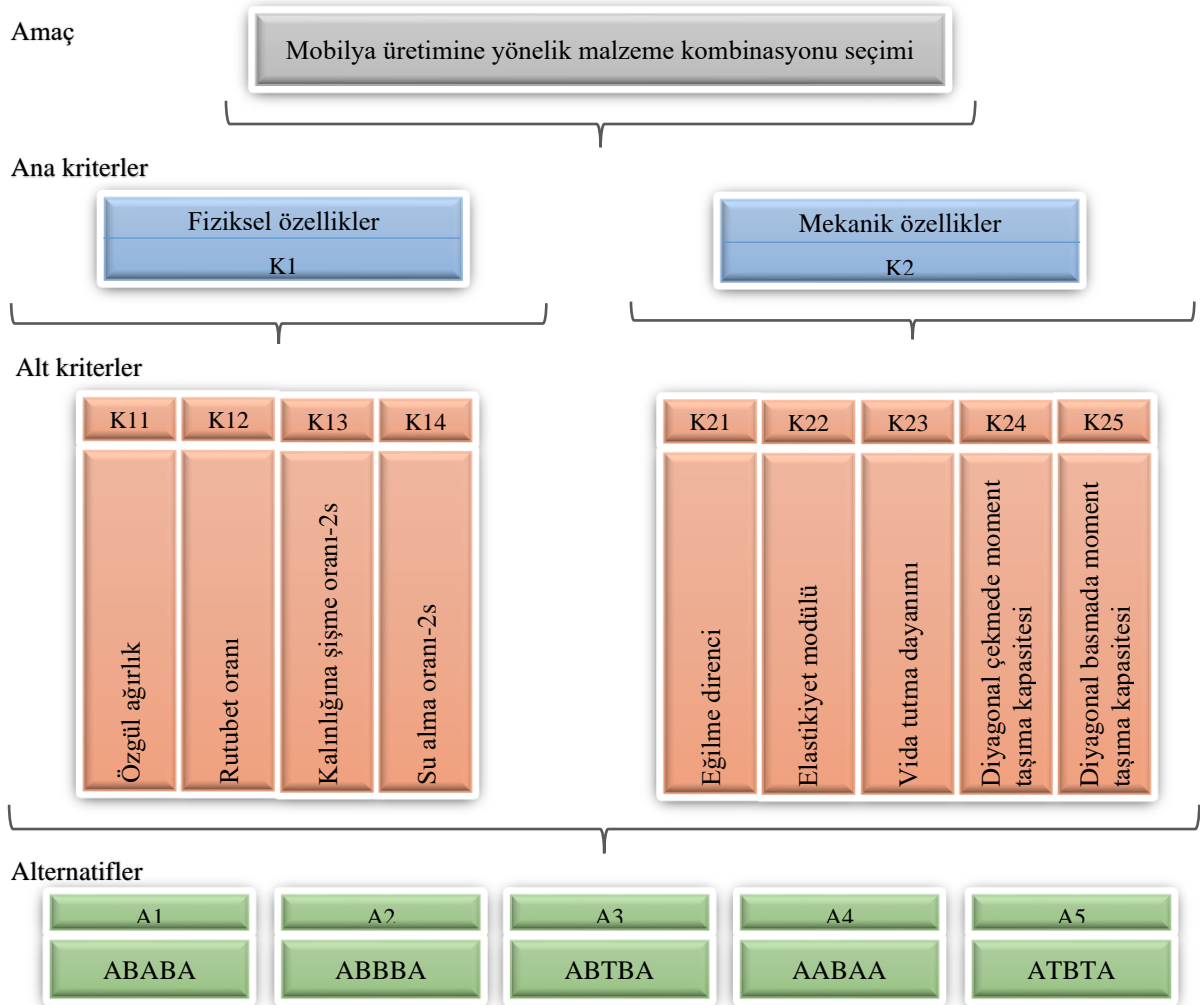 Amaç
Mobilya üretimine yönelik malzeme kombinasyonu seçimi
Ana kriterler
Fiziksel özellikler
K1
Mekanik özellikler
K2
Alt kriterler
K11
K12
K13
K14
K21
K22
K23
K24
K25
Özgül ağırlık
Rutubet oranı
Kalınlığına şişme oranı-2s
Su alma oranı-2s
Eğilme direnci
Elastikiyet modülü
Vida tutma dayanımı
Diyagonal çekmede moment
taşıma kapasitesi
Diyagonal basmada moment
taşıma kapasitesi
Alternatifler
A1
A2
A3
A4
A5
ABABA
ABBBA
ABTBA
AABAA
ATBTA